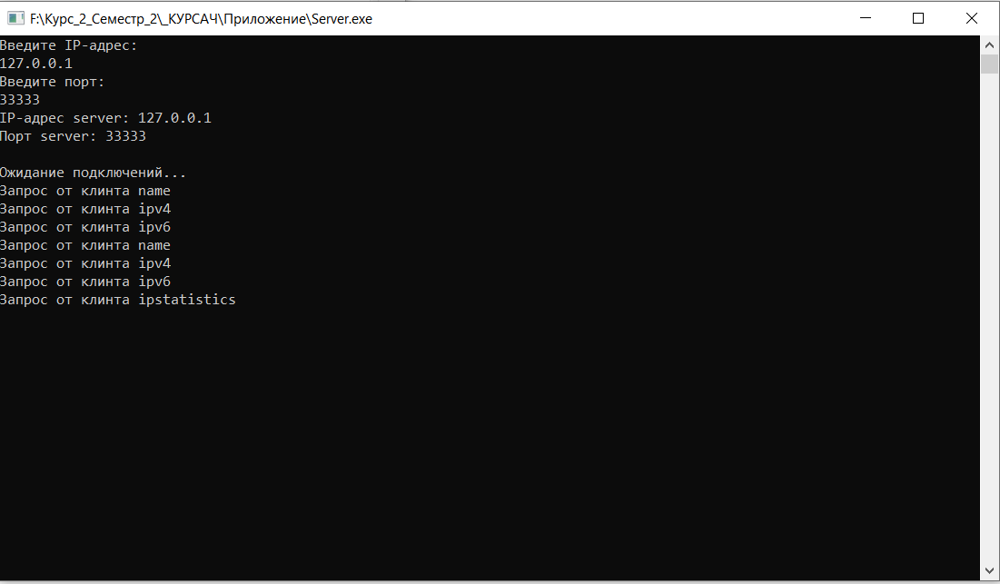 F:\Курс_2_Семестр_2\_КУРСАЧ\Приложение\Server.exe
Введите IP-адрес:
127.0.0.1
Введите порт:
33333
IP-адрес server: 127.0.0.1
Порт server: 33333
Ожидание подключений...
Запрос от клинта name
Запрос от клинта ipv4
Запрос от клинта ipv6
Запрос от клинта name
Запрос от клинта ipv4
Запрос от клинта ipv6
Запрос от клинта ipstatistics